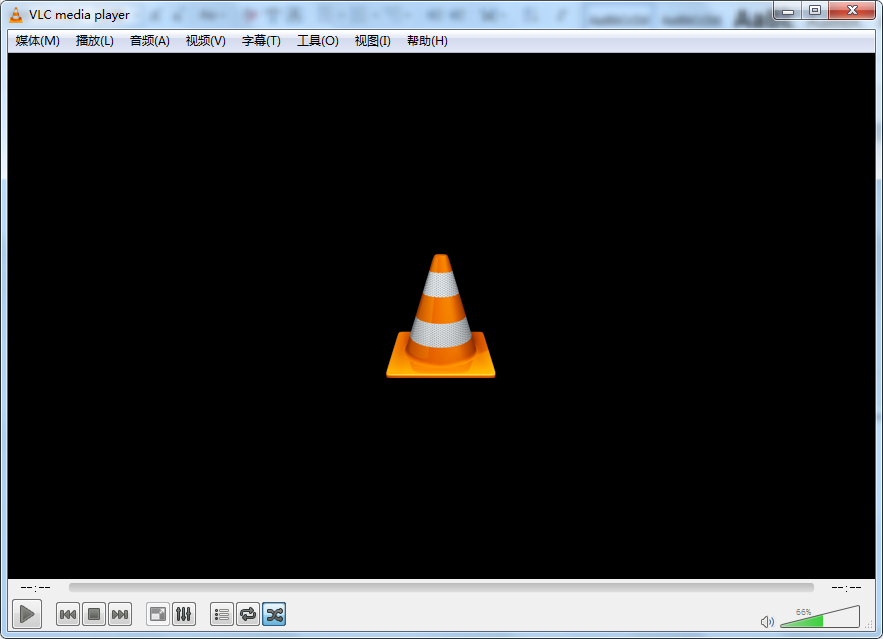 VLC media player
媒体(M) 播放(L) 音频(A) 视频(V) 字幕(T) 工具(O) 视图(I) 帮助(H)
--:-- --:--
66%